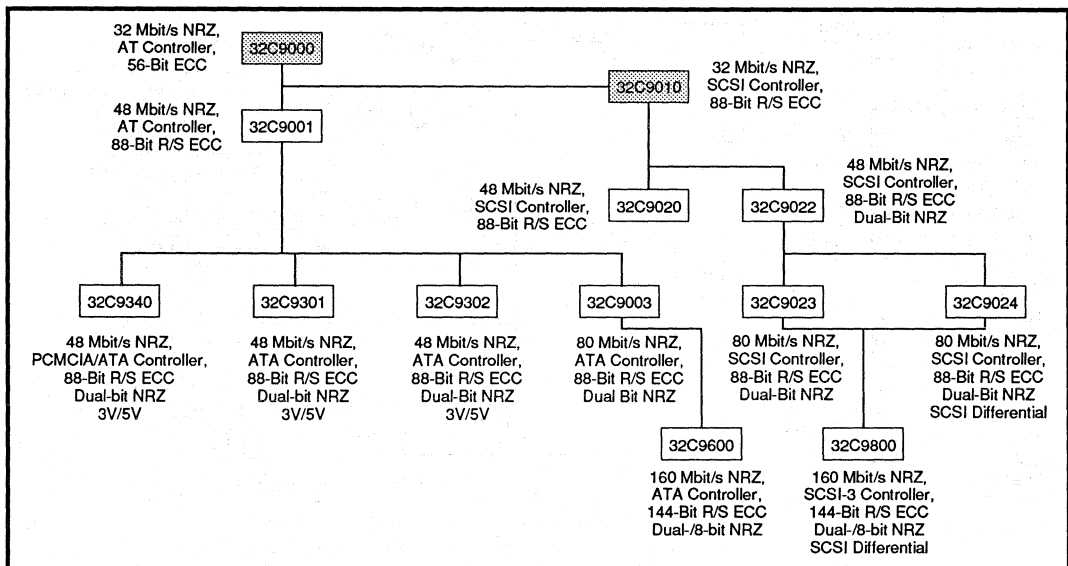 32 Mbit/s NRZ,
AT Controller,
56-Bit ECC
32C9000
32C9010
32 Mbit/s NRZ,
SCSI Controller,
88-Bit R/S ECC
48 Mbit/s NRZ,
AT Controller,
88-Bit R/S ECC
32C9001
48 Mbit/s NRZ,
SCSI Controller,
88-Bit R/S ECC
32C9020
32C9022
48 Mbit/s NRZ,
SCSI Controller,
88-Bit R/S ECC
Dual-Bit NRZ
32C9340
48 Mbit/s NRZ,
PCMCIA/ATA Controller,
88-Bit R/S ECC
Dual-bit NRZ
3V/5V
32C9301
48 Mbit/s NRZ,
ATA Controller,
88-Bit R/S ECC
Dual-bit NRZ
3V/5V
32C9302
48 Mbit/s NRZ,
ATA Controller,
88-Bit R/S ECC
Dual-Bit NRZ
3V/5V
32C9003
80 Mbit/s NRZ,
ATA Controller,
88-Bit R/S ECC
Dual Bit NRZ
32C9023
80 Mbit/s NRZ,
SCSI Controller,
88-Bit R/S ECC
Dual-Bit NRZ
32C9024
80 Mbit/s NRZ,
SCSI Controller,
88-Bit R/S ECC
Dual-Bit NRZ
SCSI Differential
32C9600
160 Mbit/s NRZ,
ATA Controller,
144-Bit R/S ECC
Dual-/8-bit NRZ
32C9800
160 Mbit/s NRZ,
SCSI-3 Controller,
144-Bit R/S ECC
Dual-/8-bit NRZ
SCSI Differential